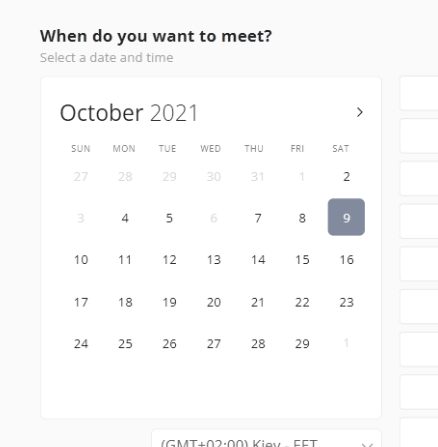 When do you want to meet?
Select a date and time
October 2021
SUN MON TUE WED THU FRI SAT
27 28 29 30 31 1 2
3 4 5 6 7 8 9
10 11 12 13 14 15 16
17 18 19 20 21 22 23
24 25 26 27 28 29 1
(GMT+02:00) Kiev - EET